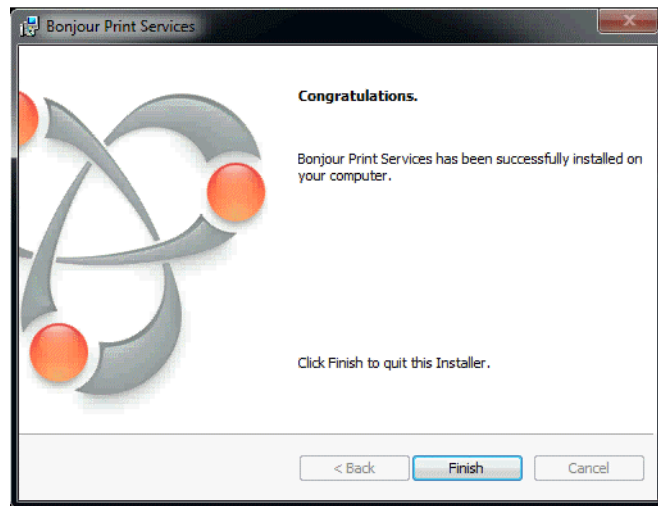 Bonjour Print Services
Congratulations.
Bonjour Print Services has been successfully installed on
your computer.
Click Finish to quit this Installer.
< Back Finish Cancel